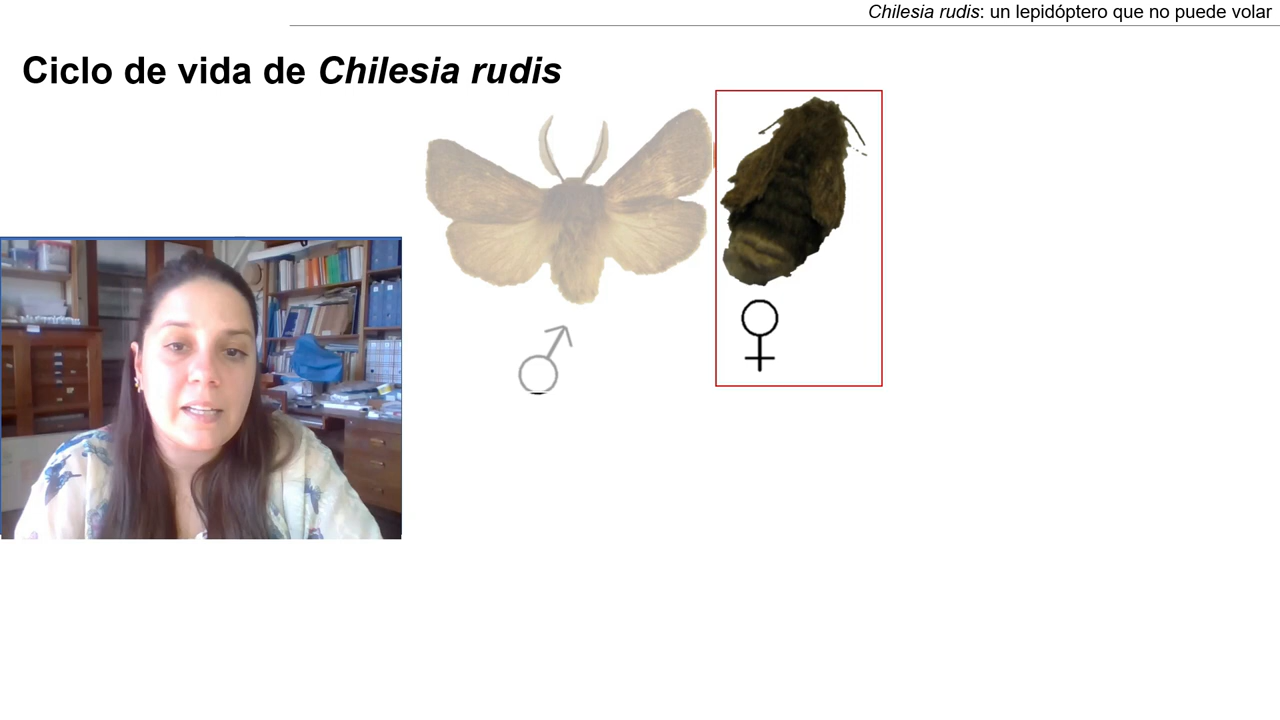 Chilesia rudis: un lepidóptero que no puede volar
Ciclo de vida de Chilesia rudis